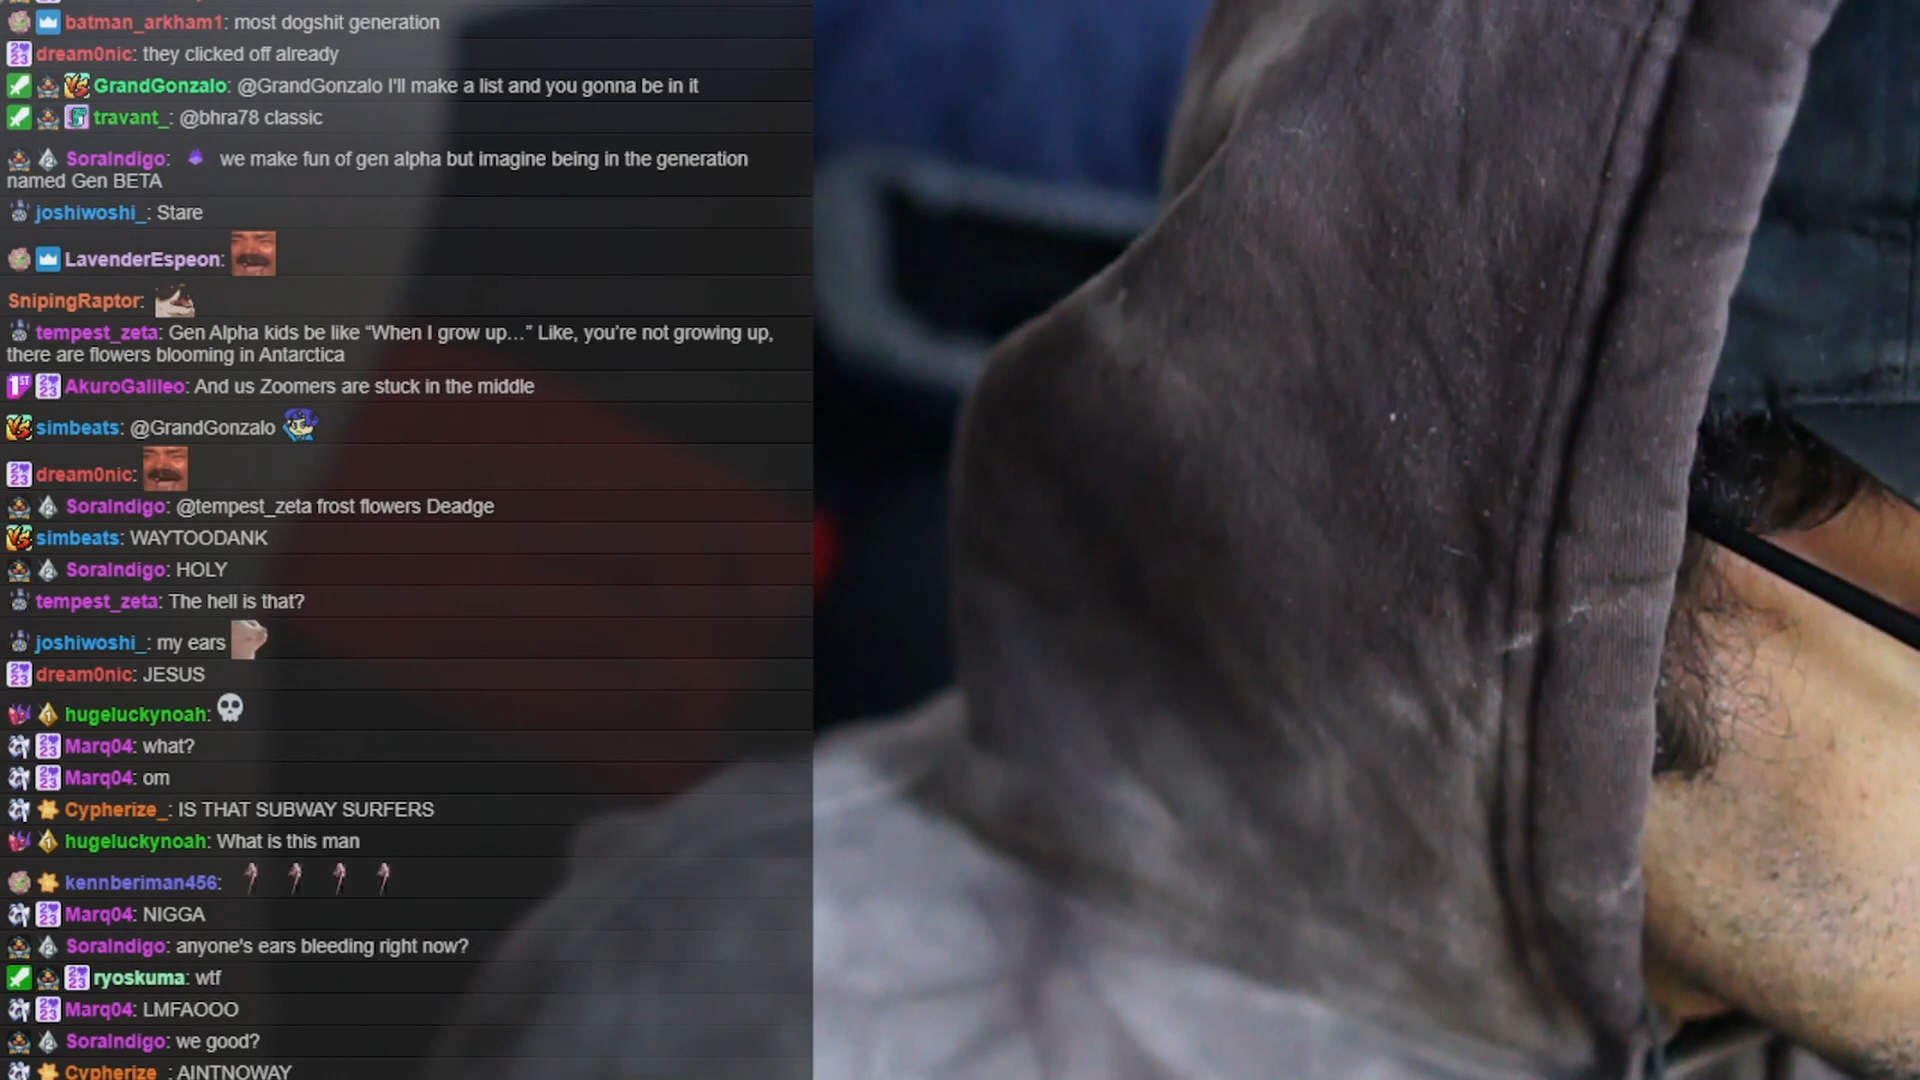 batman_arkham1: most dogshit generation
dream0nic: they clicked off already
GrandGonzalo: @GrandGonzalo I'll make a list and you gonna be in it
travant_: @bhra78 classic
SoraIndigo: we make fun of gen alpha but imagine being in the generation
named Gen BETA
joshiwoshi_: Stare
LavenderEspeon:
SnipingRaptor:
tempest_zeta: Gen Alpha kids be like “When I grow up...” Like, you’re not growing up,
there are flowers blooming in Antarctica
AkuroGalileo: And us Zoomers are stuck in the middle
simbeats: @GrandGonzalo
dream0nic:
SoraIndigo: @tempest_zeta frost flowers Deadge
simbeats: WAYTOODANK
SoraIndigo: HOLY
tempest_zeta: The hell is that?
joshiwoshi_: my ears
dream0nic: JESUS
hugeluckynoah:
Marq04: what?
Marq04: om
Cypherize_: IS THAT SUBWAY SURFERS
hugeluckynoah: What is this man
kennberiman456:
Marq04: NIGGA
SoraIndigo: anyone's ears bleeding right now?
ryoskuma: wtf
Marq04: LMFAOOO
SoraIndigo: we good?
Cypherize_: AINTNOWAY